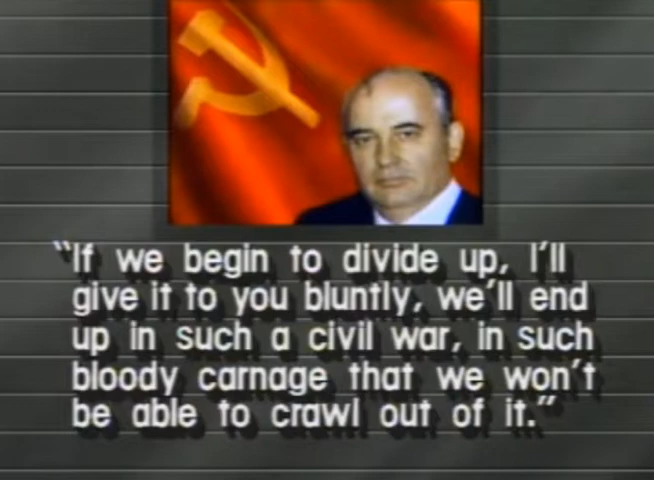 “If we begin to divide up, I’ll
give it to you bluntly, we’ll end
up in such a civil war, in such
bloody carnage that we won’t
be able to crawl out of it.”